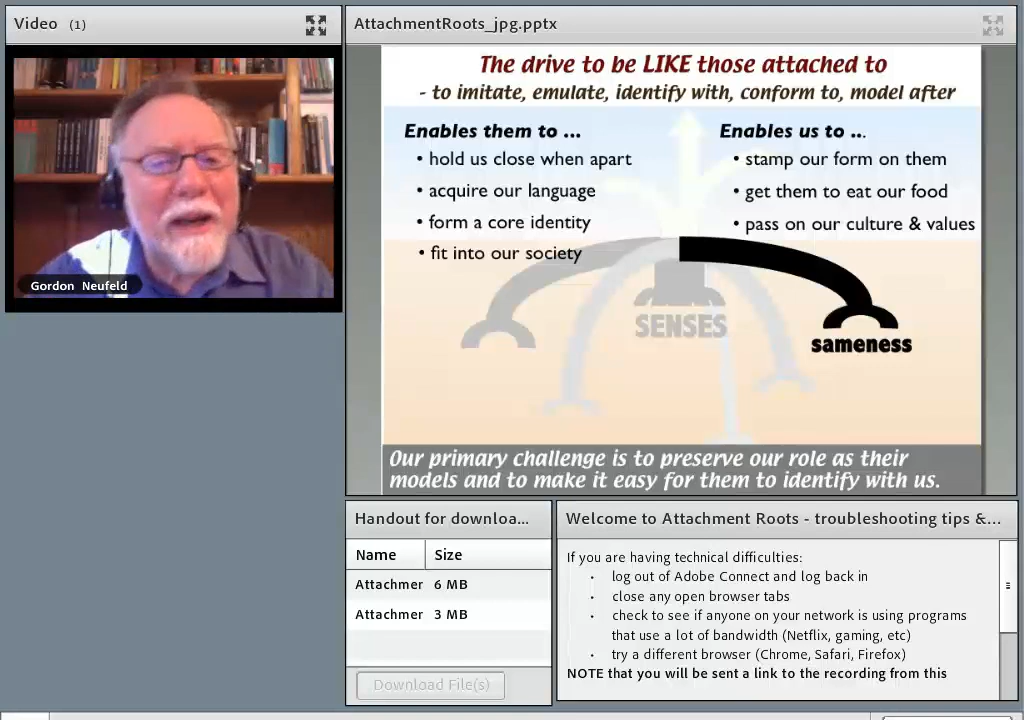 Video (1)
Gordon Neufeld
AttachmentRoots_jpg.pptx
The drive to be LIKE those attached to
- to imitate, emulate, identify with, conform to, model after
Enables them to ...
• hold us close when apart
• acquire our language
• form a core identity
• fit into our society
Enables us to ...
• stamp our form on them
• get them to eat our food
• pass on our culture & values
SENSES
sameness
Our primary challenge is to preserve our role as their
models and to make it easy for them to identify with us.
Handout for downloa...
Name Size
Attachmer 6 MB
Attachmer 3 MB
Download File(s)
Welcome to Attachment Roots - troubleshooting tips &...
If you are having technical difficulties:
• log out of Adobe Connect and log back in
• close any open browser tabs
• check to see if anyone on your network is using programs
that use a lot of bandwidth (Netflix, gaming, etc)
• try a different browser (Chrome, Safari, Firefox)
NOTE that you will be sent a link to the recording from this